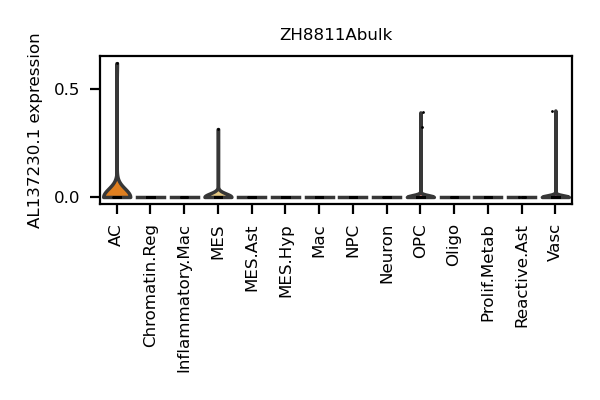 ZH8811Abulk
AL137230.1 expression
0.5
0.0
AC
Chromatin.Reg
Inflammatory.Mac
MES
MES.Ast
MES.Hyp
Mac
NPC
Neuron
OPC
Oligo
Prolif.Metab
Reactive.Ast
Vasc